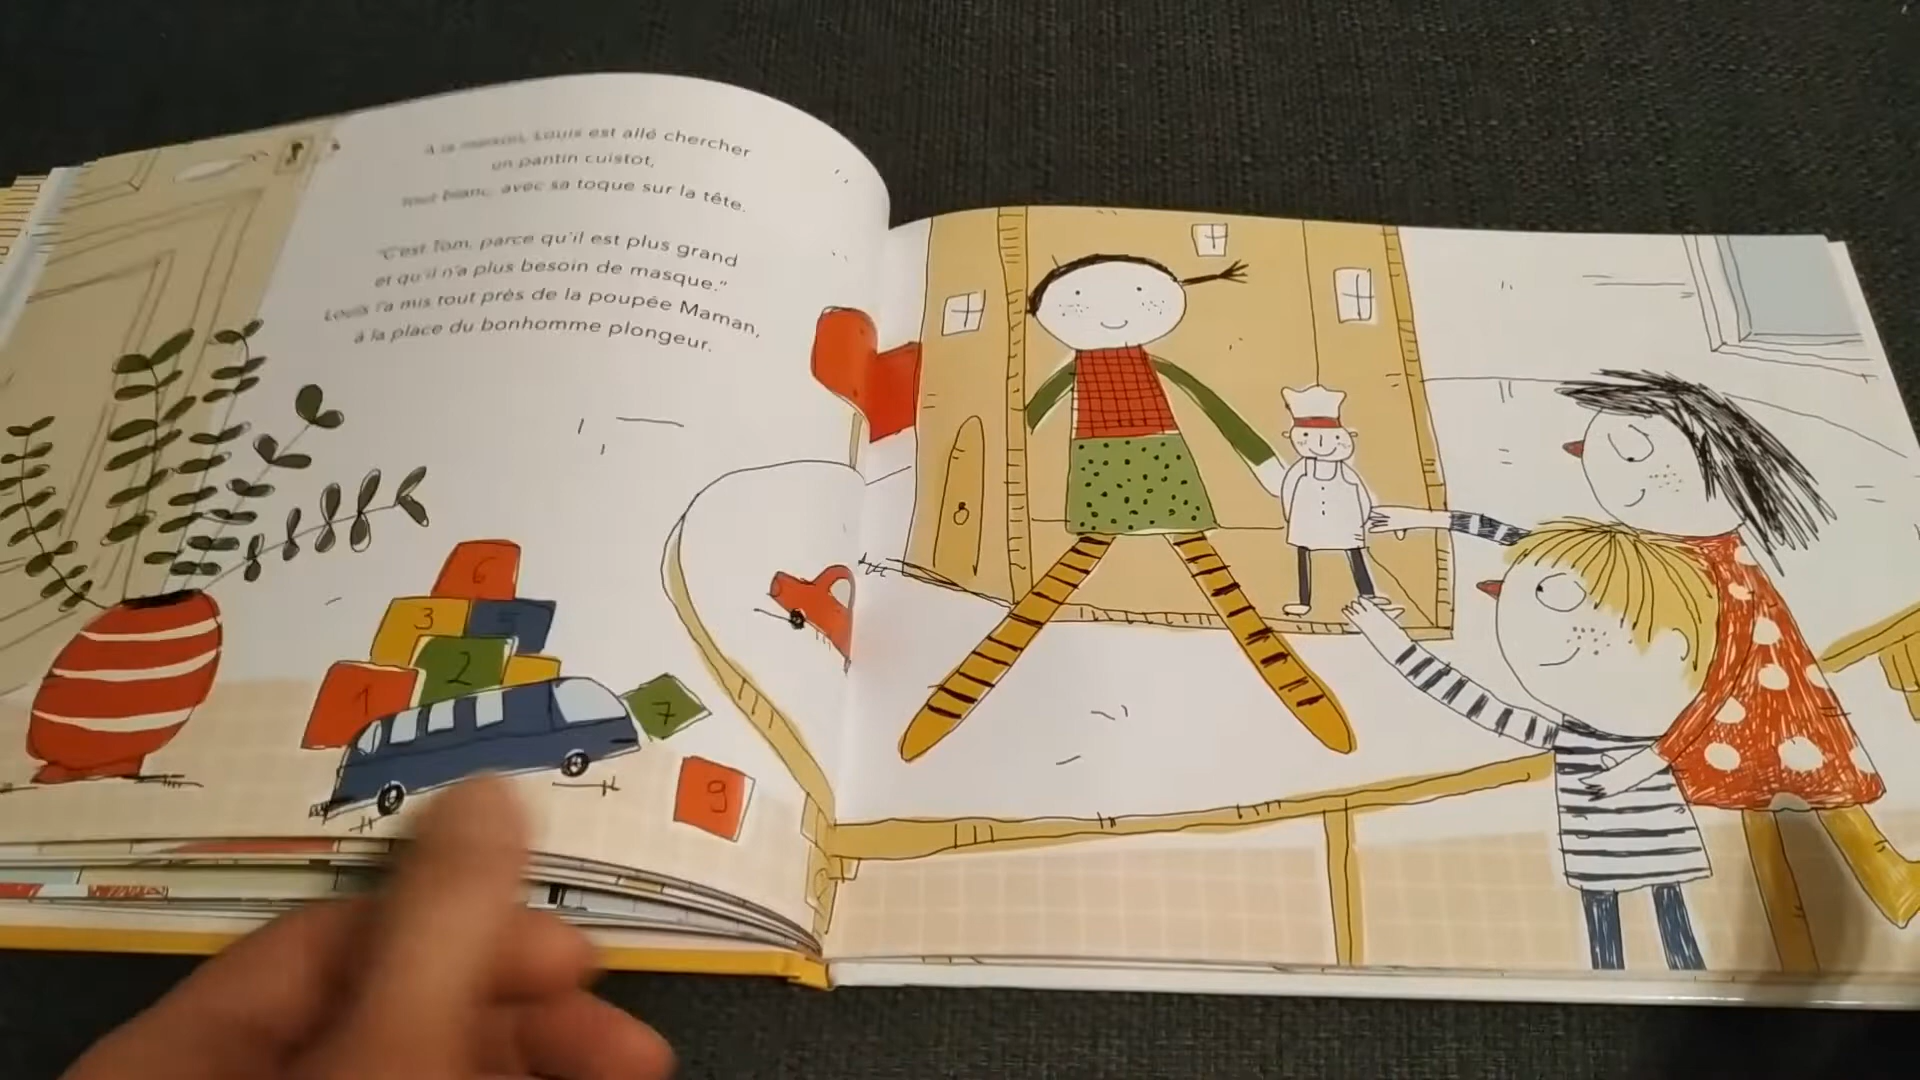 A la maison, Louis est allé chercher
un pantin cuistot,
tout blanc, avec sa toque sur la tête.
"C'est Tom, parce qu'il est plus grand
et qu'il n'a plus besoin de masque."
Louis l'a mis tout près de la poupée Maman,
à la place du bonhomme plongeur.
6
3
5
2
1
7
9